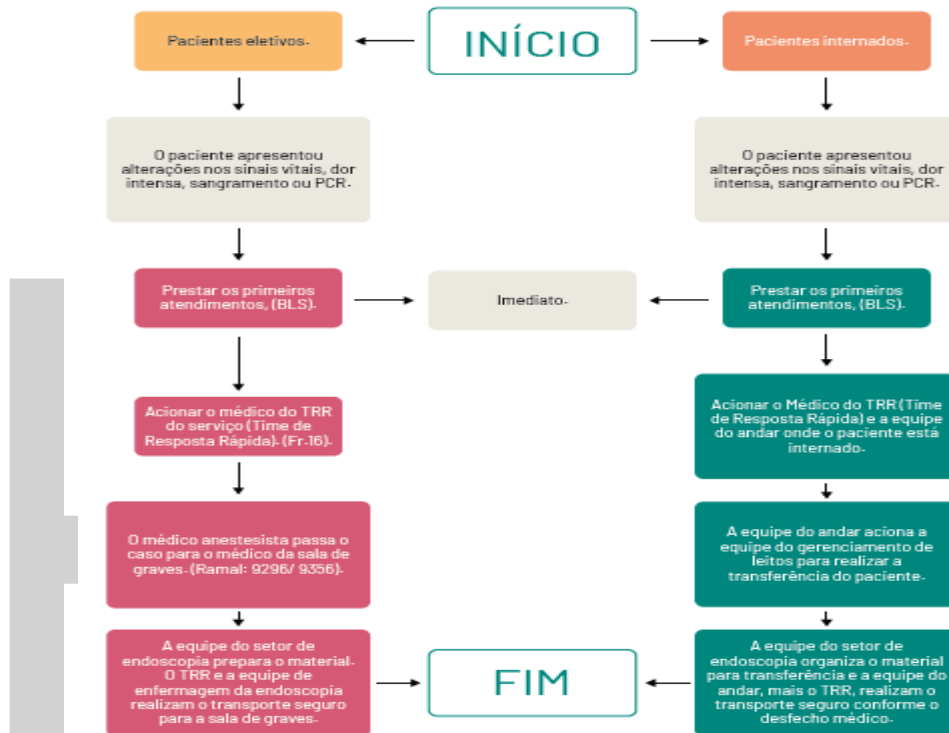 INÍCIO
Pacientes eletivos.
Pacientes internados.
O paciente apresentou
alterações nos sinais vitais, dor
intensa, sangramento ou PCR.
O paciente apresentou
alterações nos sinais vitais, dor
intensa, sangramento ou PCR.
Prestar os primeiros
atendimentos, (BLS).
Imediato.
Prestar os primeiros
atendimentos, (BLS).
Acionar o médico do TRR
do serviço (Time de
Resposta Rápida). (Fr-16).
Acionar o Médico do TRR (Time
de Resposta Rápida) e a equipe
do andar onde o paciente está
internado.
O médico anestesista passa o
caso para o médico da sala de
graves. (Ramal: 9296/ 9356).
A equipe do andar aciona a
equipe do gerenciamento de
leitos para realizar a
transferência do paciente.
A equipe do setor de
endoscopia prepara o material.
O TRR e a equipe de
enfermagem da endoscopia
realizam o transporte seguro
para a sala de graves.
FIM
A equipe do setor de
endoscopia organiza o material
para transferência e a equipe do
andar, mais o TRR, realizam o
transporte seguro conforme o
desfecho médico.